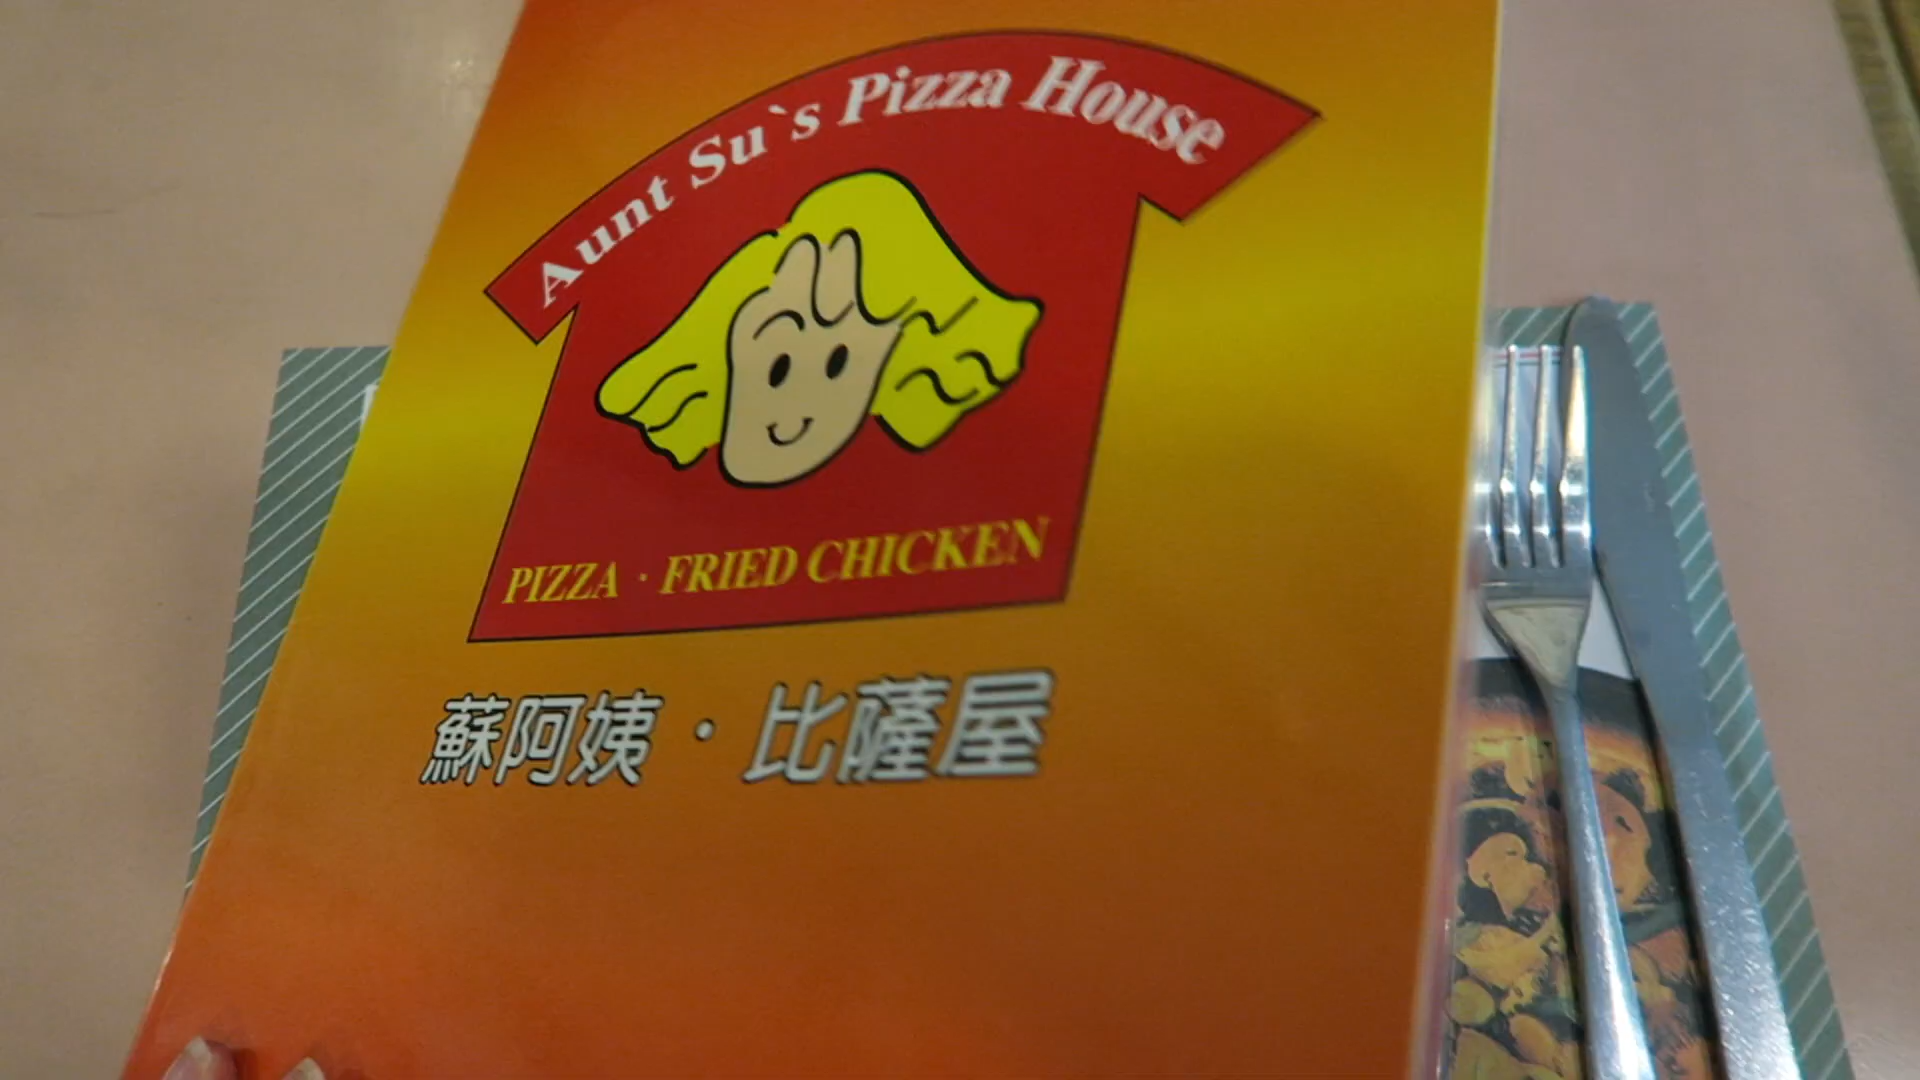 Aunt Su`s Pizza House
PIZZA · FRIED CHICKEN
蘇阿姨·比薩屋